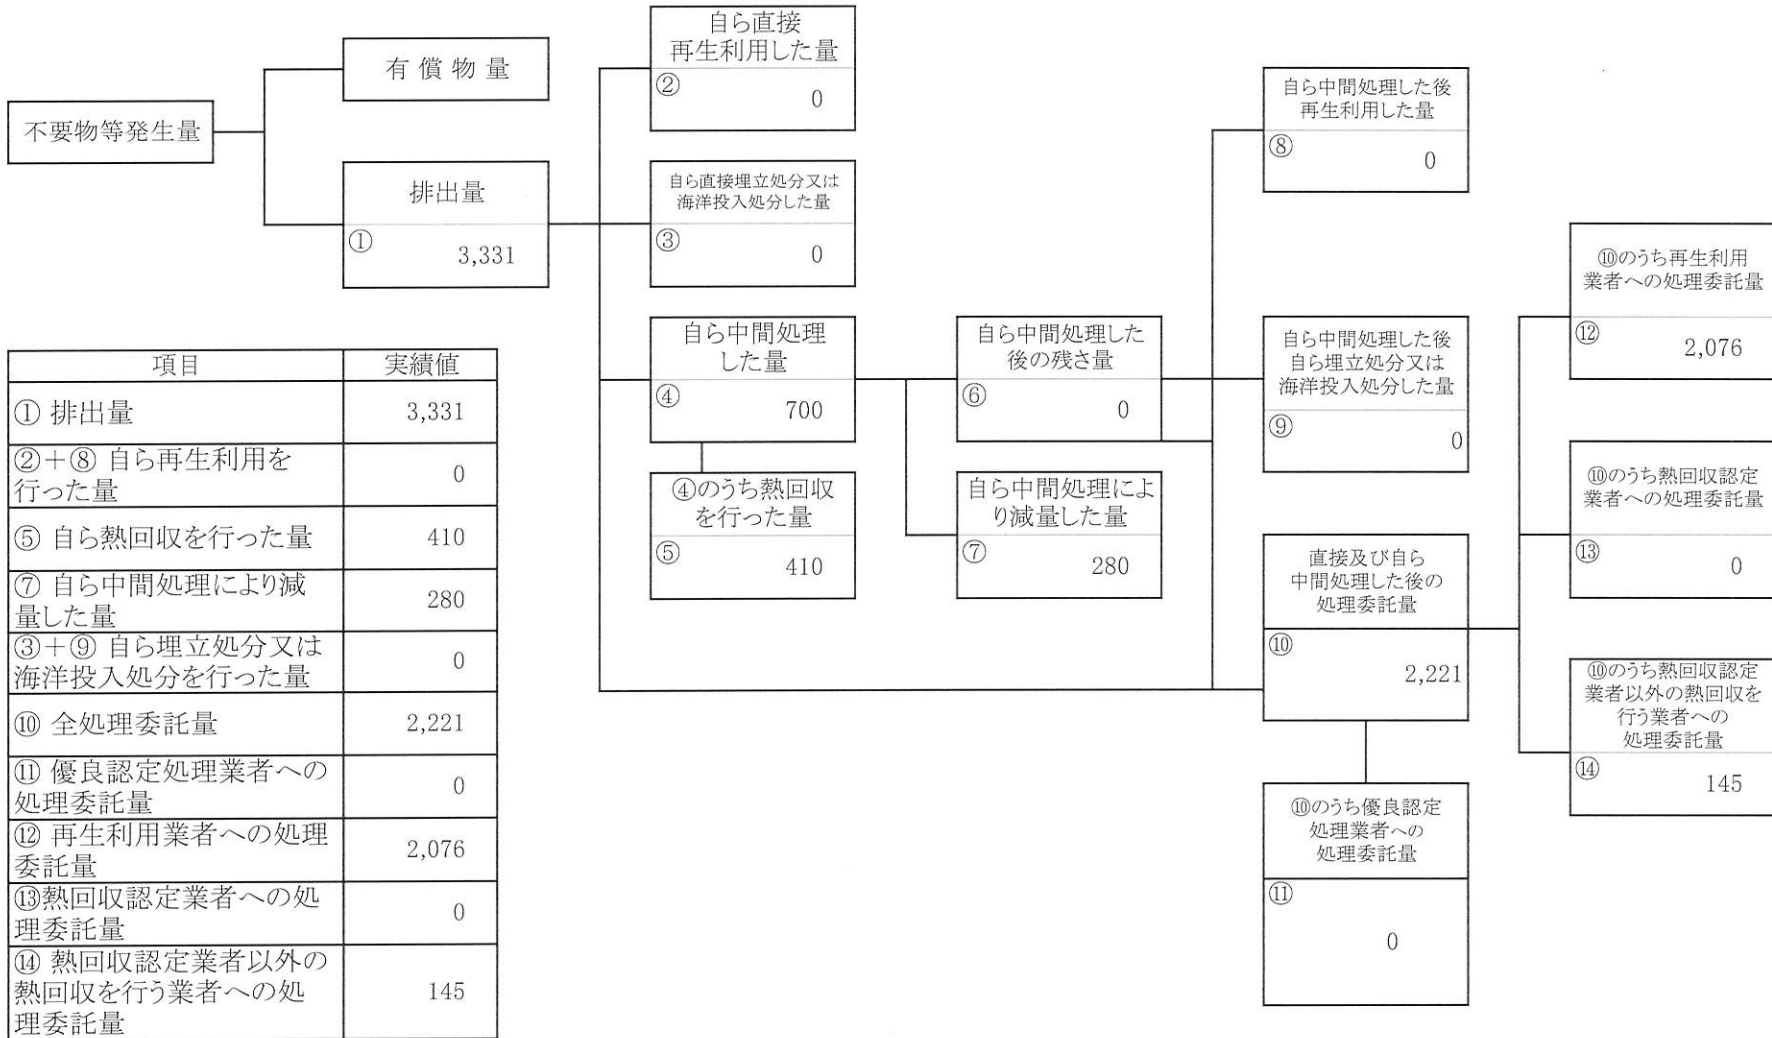 不要物等発生量
有償物量
排出量
①
3,331
自ら直接
再生利用した量
②
0
自ら直接埋立処分又は
海洋投入処分した量
③
0
自ら中間処理
した量
④
700
④のうち熱回収
を行った量
⑤
410
自ら中間処理した
後の残さ量
⑥
0
自ら中間処理によ
り減量した量
⑦
280
自ら中間処理した後
再生利用した量
⑧
0
自ら中間処理した後
自ら埋立処分又は
海洋投入処分した量
⑨
0
直接及び自ら
中間処理した後の
処理委託量
⑩
2,221
⑩のうち優良認定
処理業者への
処理委託量
⑪
0
⑩のうち再生利用
業者への処理委託量
⑫
2,076
⑩のうち熱回収認定
業者への処理委託量
⑬
0
⑩のうち熱回収認定
業者以外の熱回収を
行う業者への
処理委託量
⑭
145
項目 実績値
① 排出量 3,331
②+⑧ 自ら再生利用を
行った量 0
⑤ 自ら熱回収を行った量 410
⑦ 自ら中間処理により減
量した量 280
③+⑨ 自ら埋立処分又は
海洋投入処分を行った量 0
⑩ 全処理委託量 2,221
⑪ 優良認定処理業者への
処理委託量 0
⑫ 再生利用業者への処理
委託量 2,076
⑬熱回収認定業者への処
理委託量 0
⑭ 熱回収認定業者以外の
熱回収を行う業者への処
理委託量 145